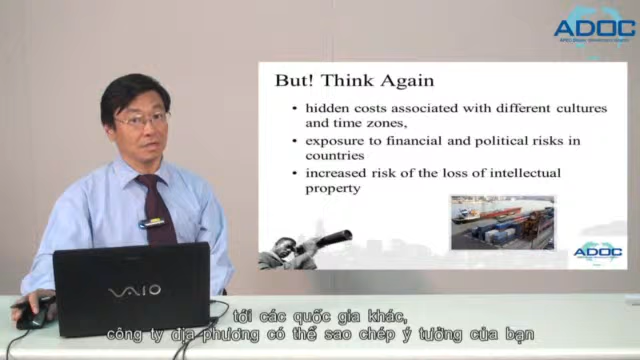 ADOC
But! Think Again
• hidden costs associated with different cultures
and time zones,
• exposure to financial and political risks in
countries
• increased risk of the loss of intellectual
property
ADOC
VAIO
tới các quốc gia khác,
công ty địa phương có thể sao chép ý tưởng của bạn